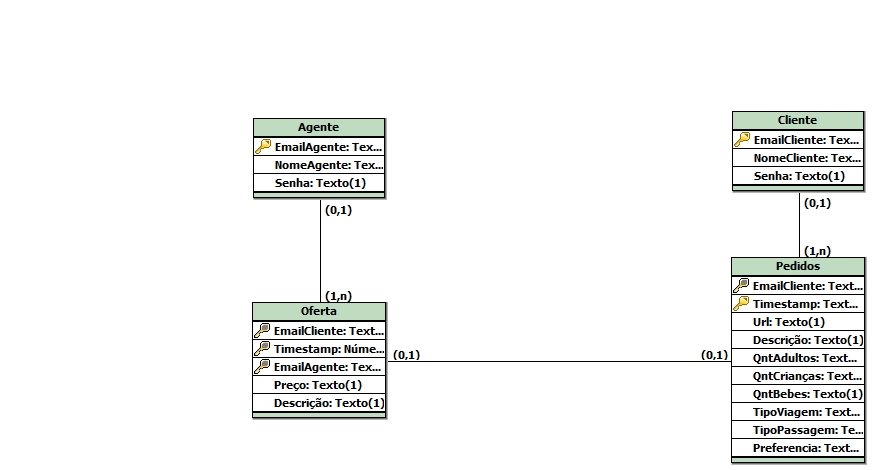 Agente
EmailAgente: Tex...
NomeAgente: Tex...
Senha: Texto(1)
(0,1)
(1,n)
Oferta
EmailCliente: Text...
Timestamp: Núme...
EmailAgente: Tex...
Preço: Texto(1)
Descrição: Texto(1)
(0,1)
(0,1)
Cliente
EmailCliente: Tex...
NomeCliente: Tex...
Senha: Texto(1)
(0,1)
(1,n)
Pedidos
EmailCliente: Text...
Timestamp: Text...
Url: Texto(1)
Descrição: Texto(1)
QntAdultos: Text...
QntCrianças: Text...
QntBebes: Texto(1)
TipoViagem: Text...
TipoPassagem: Te...
Preferencia: Text...